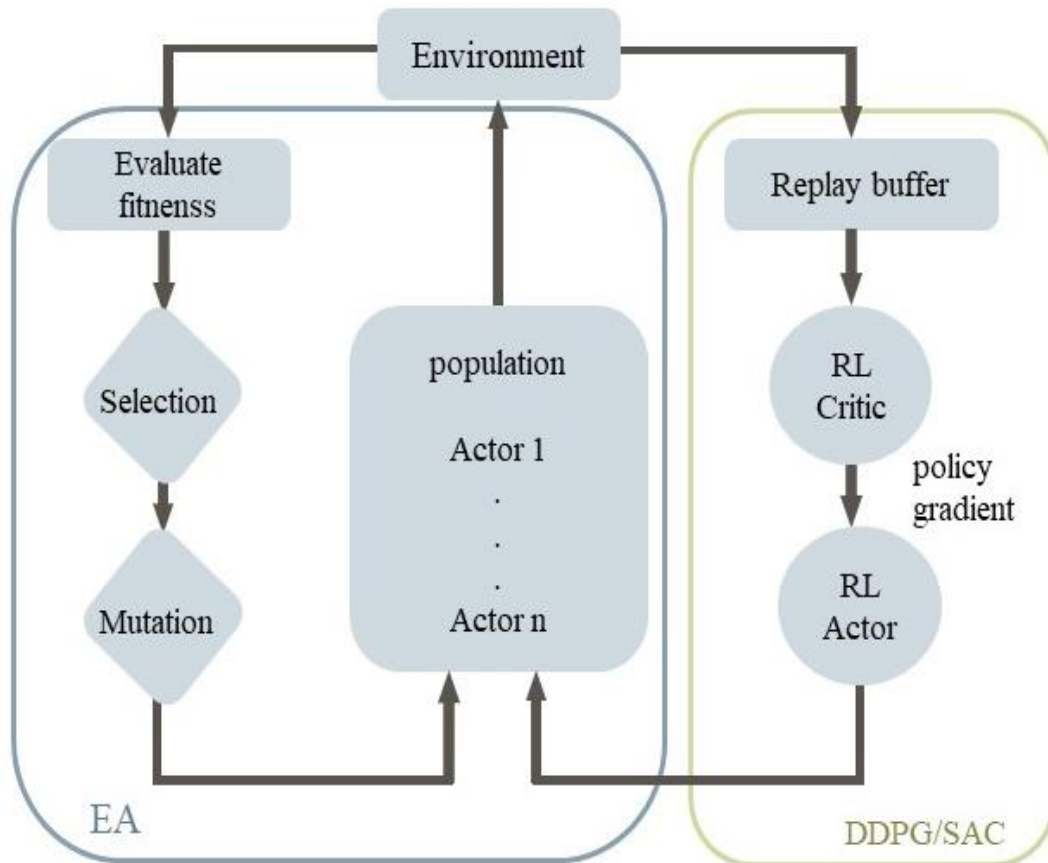 Environment
Evaluate
fitnenss
Replay buffer
Selection
population
RL
Critic
Actor 1
.
.
.
policy
gradient
Mutation
Actor n
RL
Actor
EA
DDPG/SAC